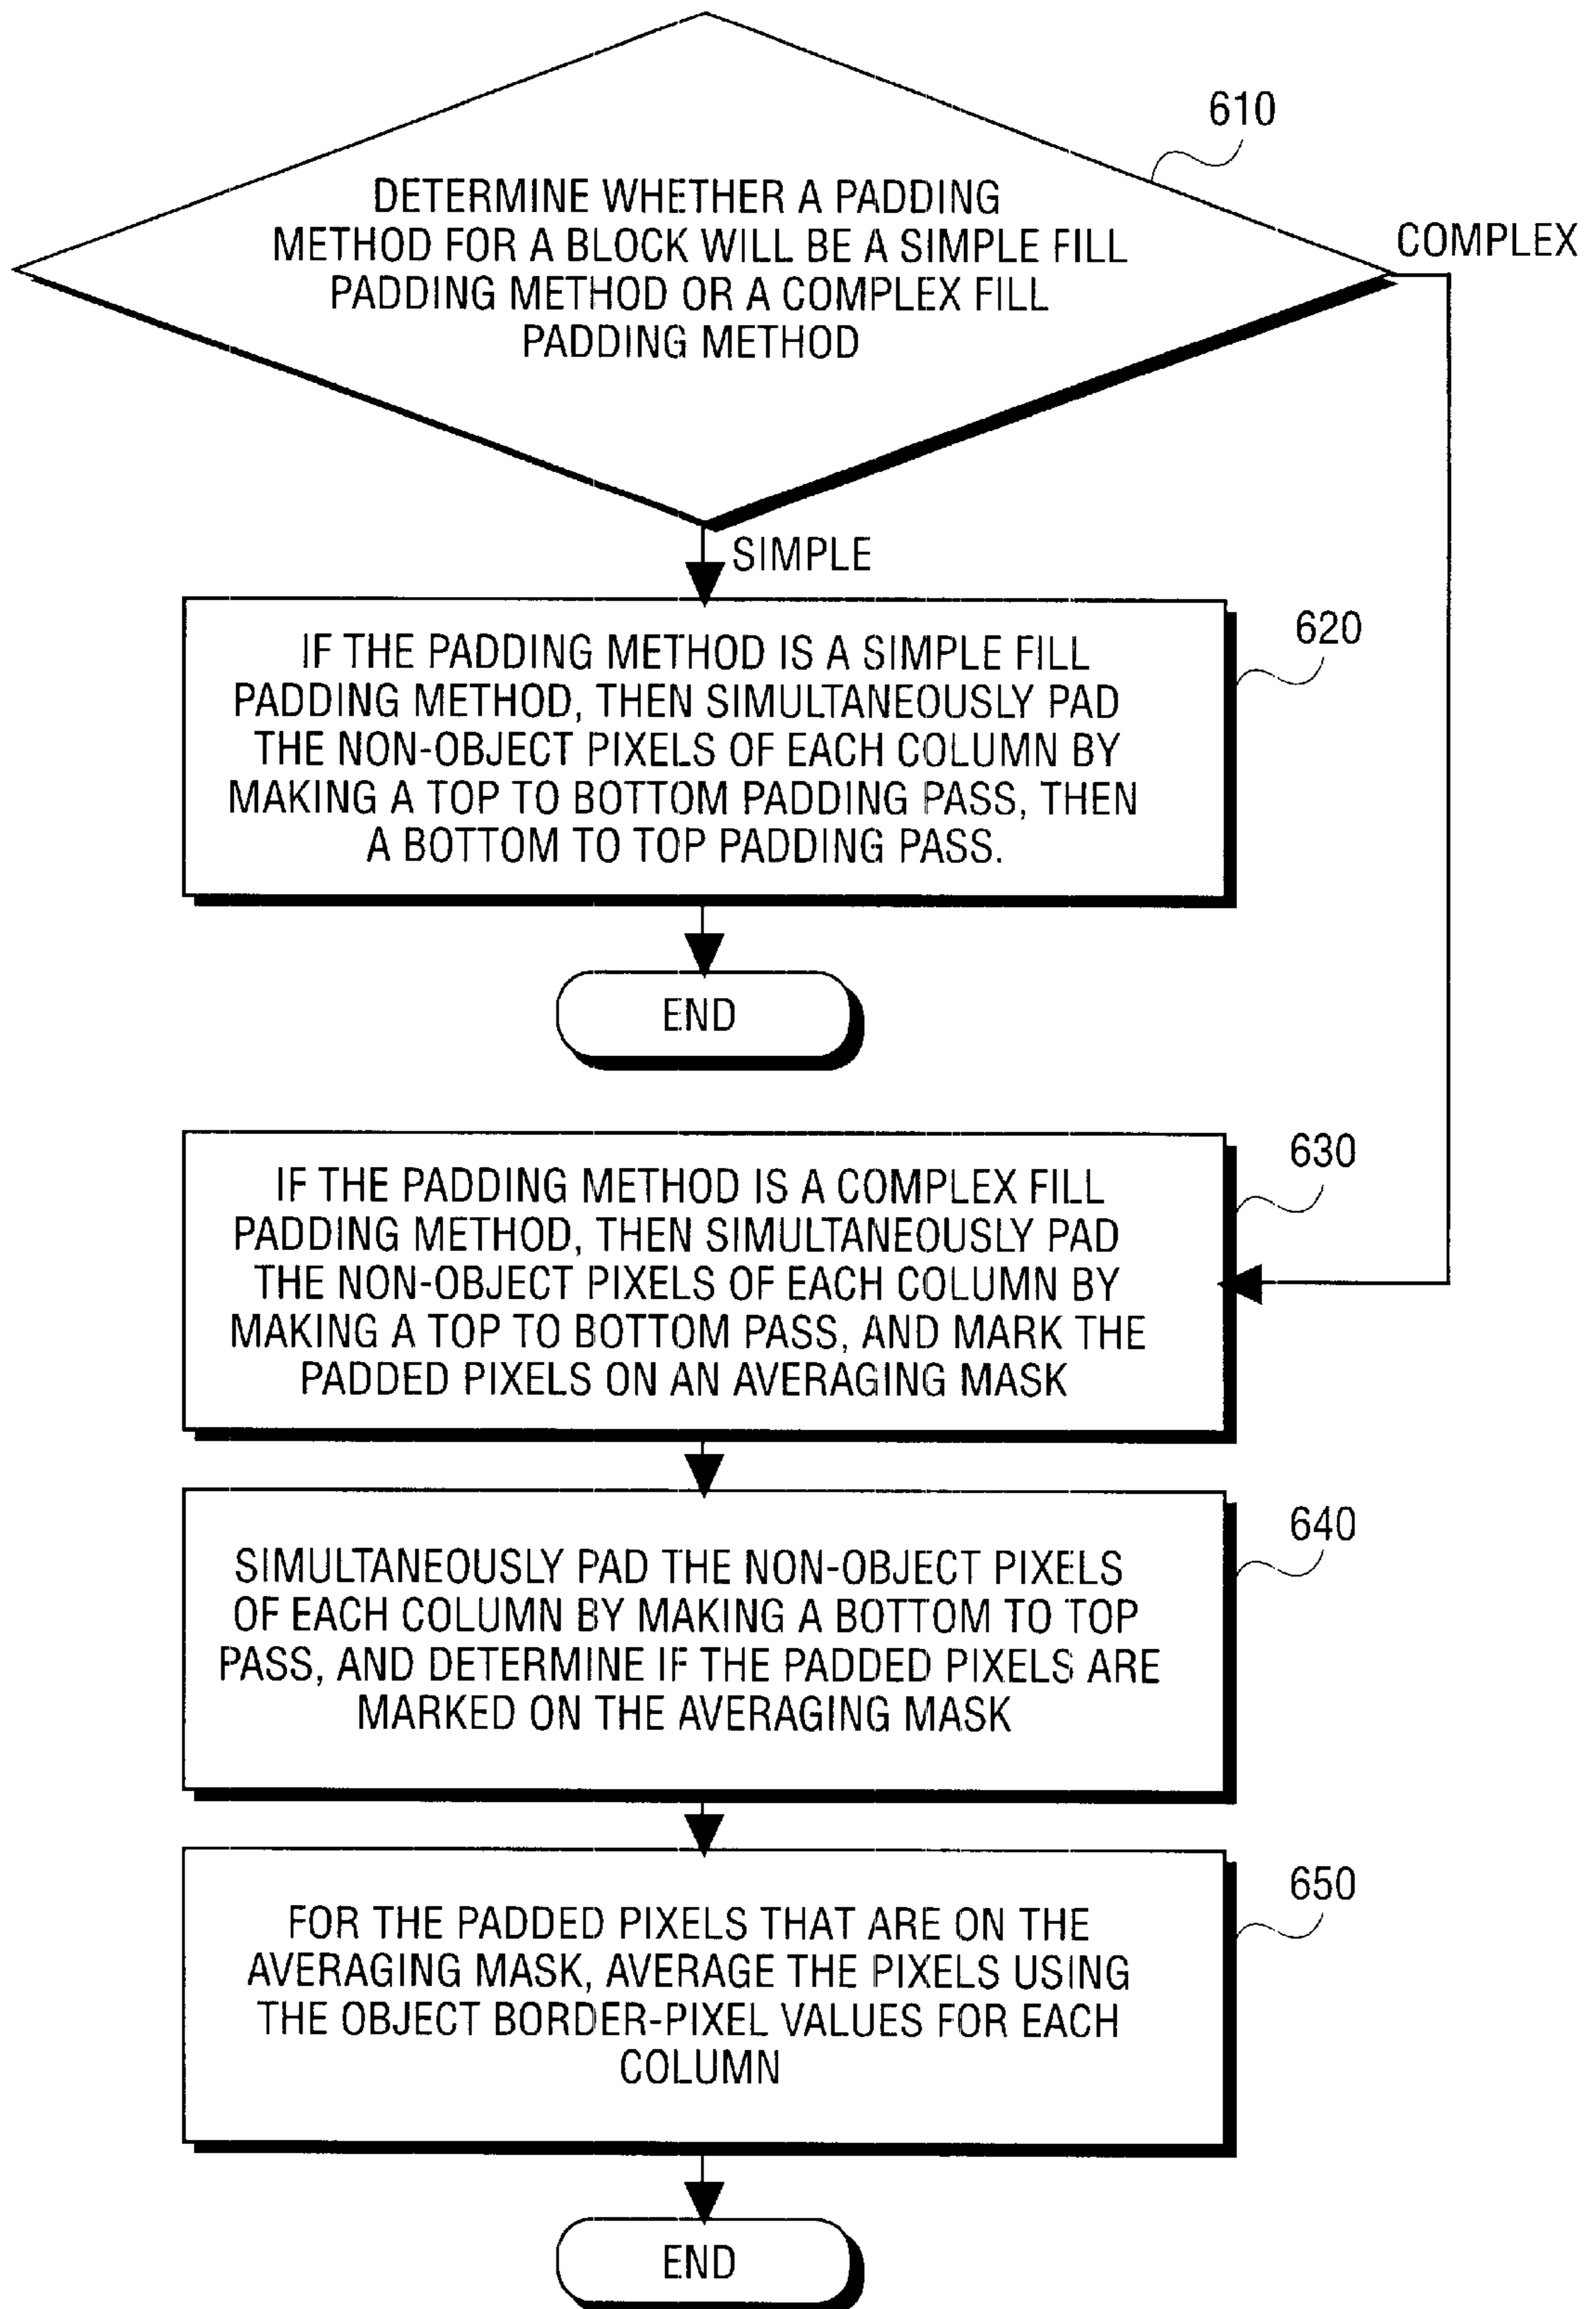 610
DETERMINE WHETHER A PADDING
METHOD FOR A BLOCK WILL BE A SIMPLE FILL
PADDING METHOD OR A COMPLEX FILL
PADDING METHOD
COMPLEX
SIMPLE
620
IF THE PADDING METHOD IS A SIMPLE FILL
PADDING METHOD, THEN SIMULTANEOUSLY PAD
THE NON-OBJECT PIXELS OF EACH COLUMN BY
MAKING A TOP TO BOTTOM PADDING PASS, THEN
A BOTTOM TO TOP PADDING PASS.
END
630
IF THE PADDING METHOD IS A COMPLEX FILL
PADDING METHOD, THEN SIMULTANEOUSLY PAD
THE NON-OBJECT PIXELS OF EACH COLUMN BY
MAKING A TOP TO BOTTOM PASS, AND MARK THE
PADDED PIXELS ON AN AVERAGING MASK
640
SIMULTANEOUSLY PAD THE NON-OBJECT PIXELS
OF EACH COLUMN BY MAKING A BOTTOM TO TOP
PASS, AND DETERMINE IF THE PADDED PIXELS ARE
MARKED ON THE AVERAGING MASK
650
FOR THE PADDED PIXELS THAT ARE ON THE
AVERAGING MASK, AVERAGE THE PIXELS USING
THE OBJECT BORDER-PIXEL VALUES FOR EACH
COLUMN
END